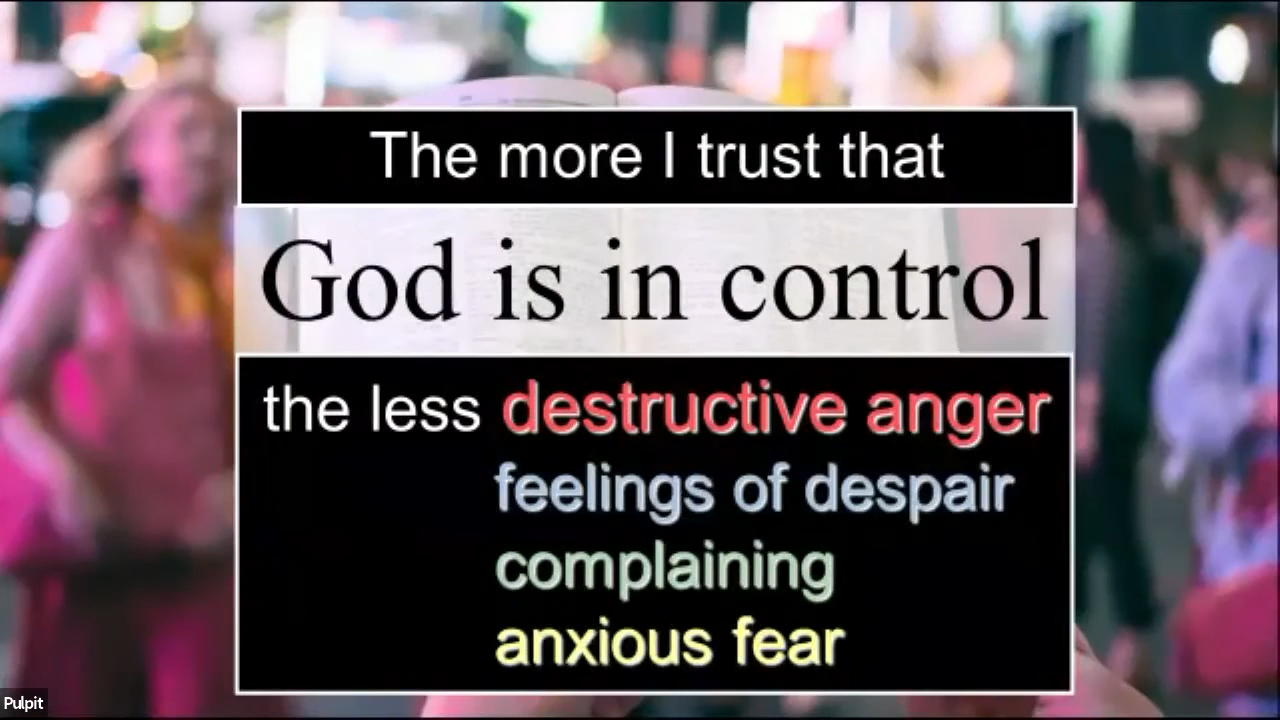 The more I trust that
God is in control
the less destructive anger
feelings of despair
complaining
anxious fear
Pulpit